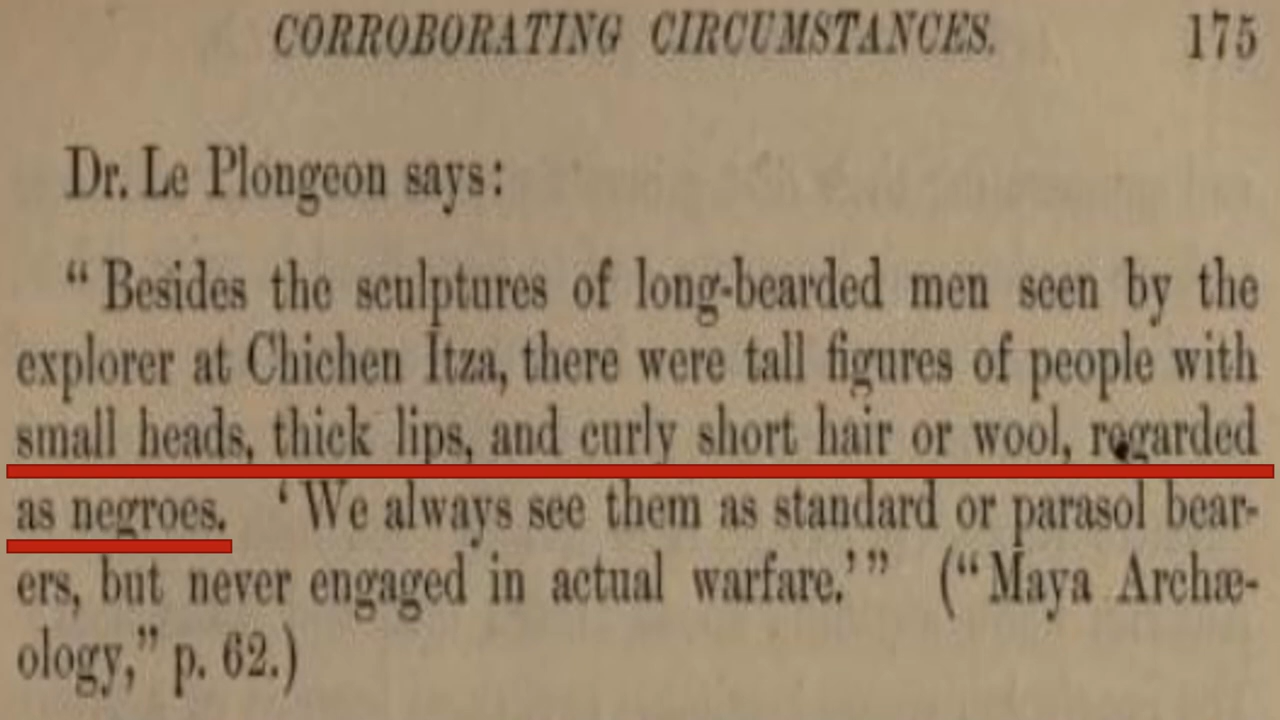 CORROBORATING CIRCUMSTANCES. 175
Dr. Le Plongeon says:
“Besides the sculptures of long-bearded men seen by the
explorer at Chichen Itza, there were tall figures of people with
small heads, thick lips, and curly short hair or wool, regarded
as negroes. ‘We always see them as standard or parasol bear-
ers, but never engaged in actual warfare.’” (“Maya Archæ-
ology,” p. 62.)